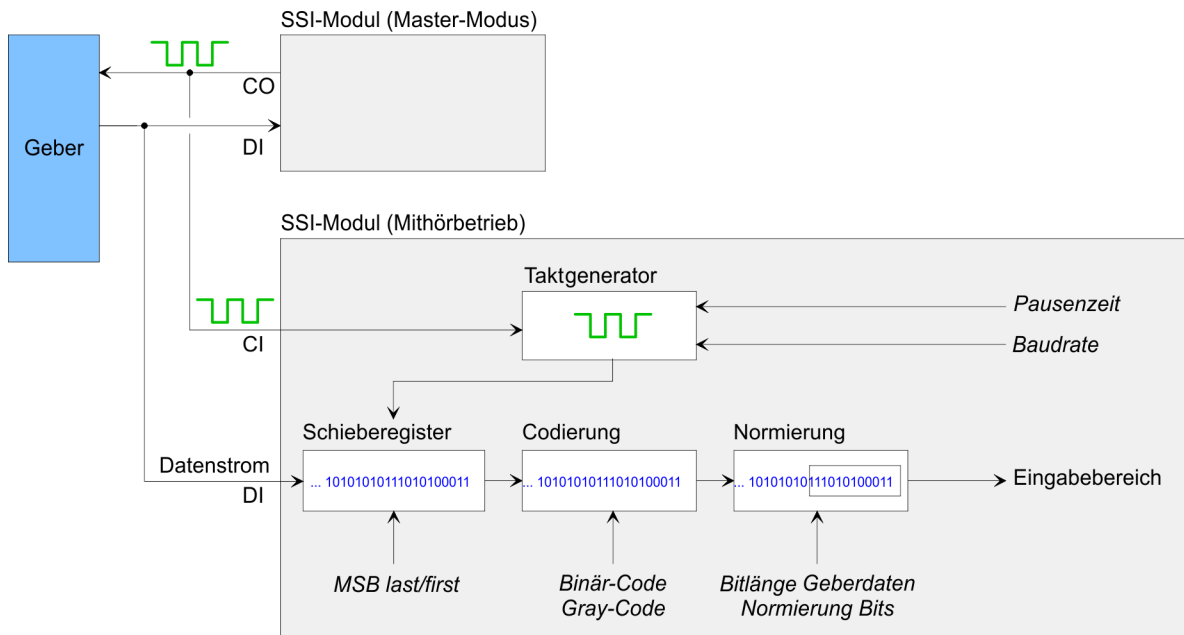 SSI-Modul (Master-Modus)
CO
Geber
DI
SSI-Modul (Mithörbetrieb)
Taktgenerator
Pausenzeit
CI
Baudrate
Schieberegister
Codierung
Normierung
Datenstrom
... 10101010111010100011
... 10101010111010100011
... 10101010111010100011
Eingabebereich
DI
MSB last/first
Binär-Code
Gray-Code
Bitlänge Geberdaten
Normierung Bits